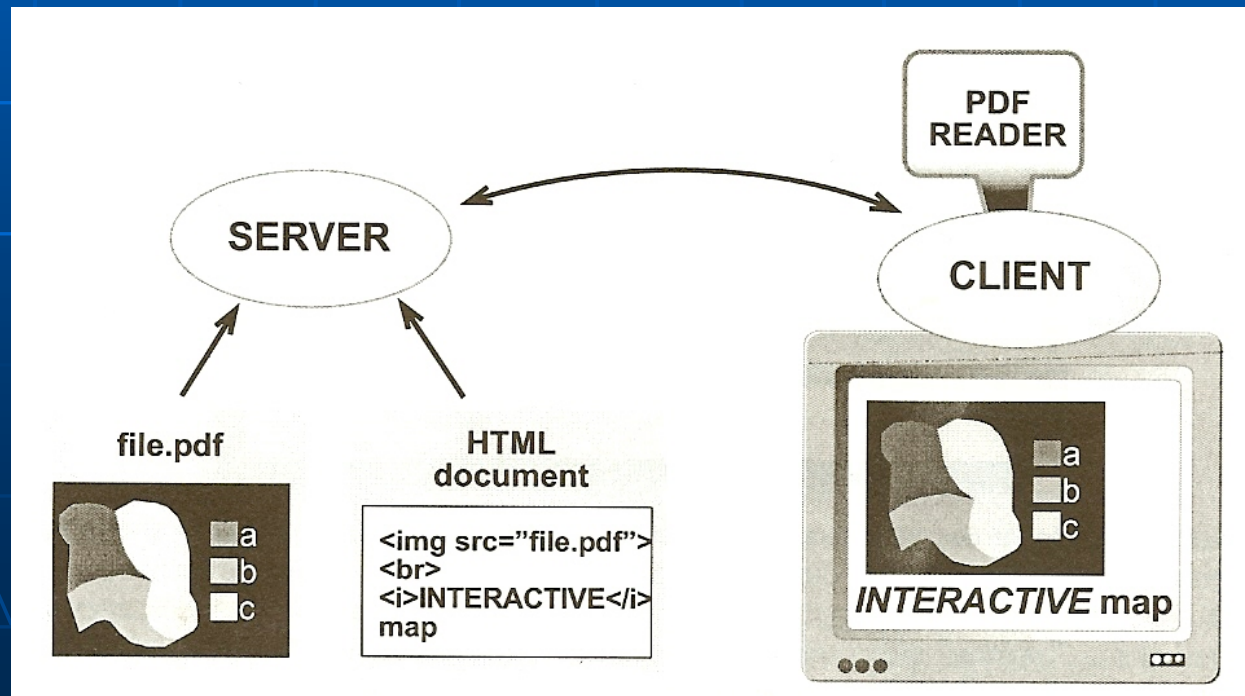 PDF
READER
SERVER
CLIENT
file.pdf
a
b
c
HTML
document
<img src="file.pdf">
<br>
<i>INTERACTIVE</i>
map
a
b
c
INTERACTIVE map